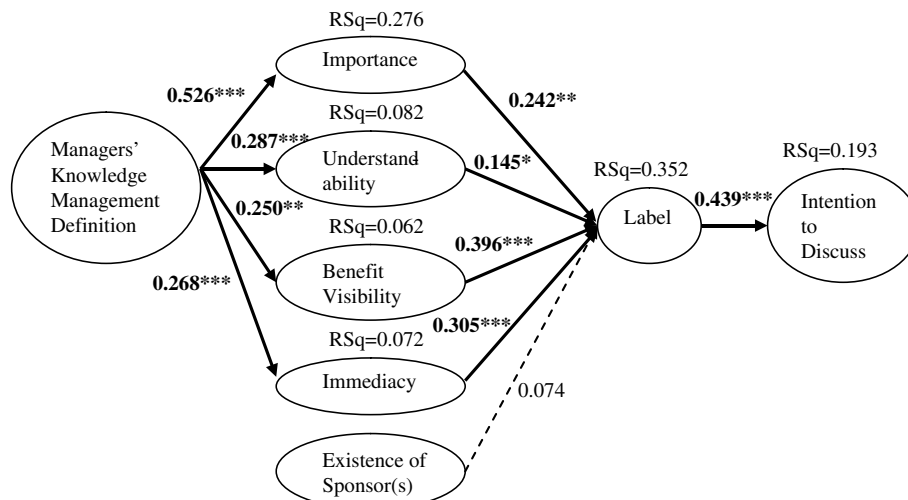 RSq=0.276
Importance
0.526***
0.242**
RSq=0.082
0.287***
Managers'
Knowledge
Management
Definition
Understand-
ability
0.145*
RSq=0.352
RSq=0.193
0.250**
RSq=0.062
Label
0.439***
Intention
to
Discuss
0.396***
0.268***
Benefit
Visibility
0.305***
RSq=0.072
Immediacy
0.074
Existence of
Sponsor(s)